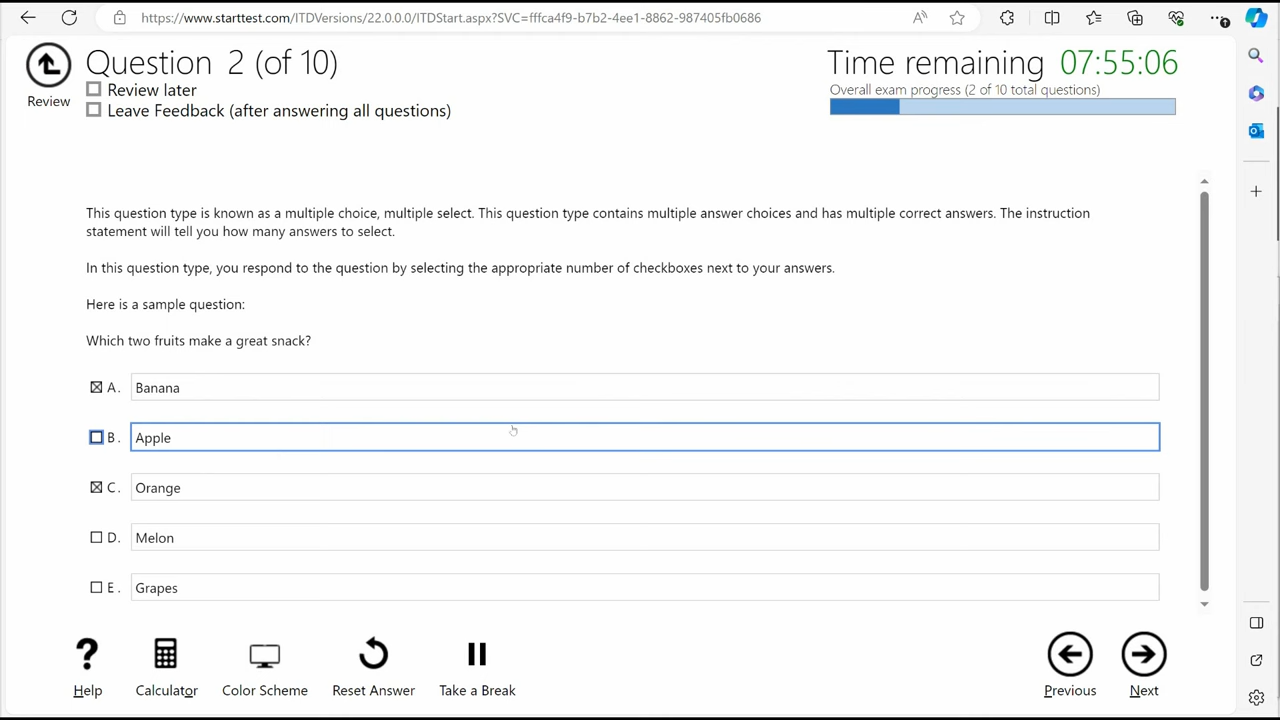 https://www.starttest.com/ITDVersions/22.0.0.0/ITDStart.aspx?SVC=fffca4f9-b7b2-4ee1-8862-987405fb0686
Question 2 (of 10)
Time remaining 07:55:06
Review later
Overall exam progress (2 of 10 total questions)
Review
Leave Feedback (after answering all questions)
This question type is known as a multiple choice, multiple select. This question type contains multiple answer choices and has multiple correct answers. The instruction
statement will tell you how many answers to select.
In this question type, you respond to the question by selecting the appropriate number of checkboxes next to your answers.
Here is a sample question:
Which two fruits make a great snack?
A. Banana
B. Apple
C. Orange
D. Melon
E. Grapes
Help
Calculator
Color Scheme
Reset Answer
Take a Break
Previous
Next